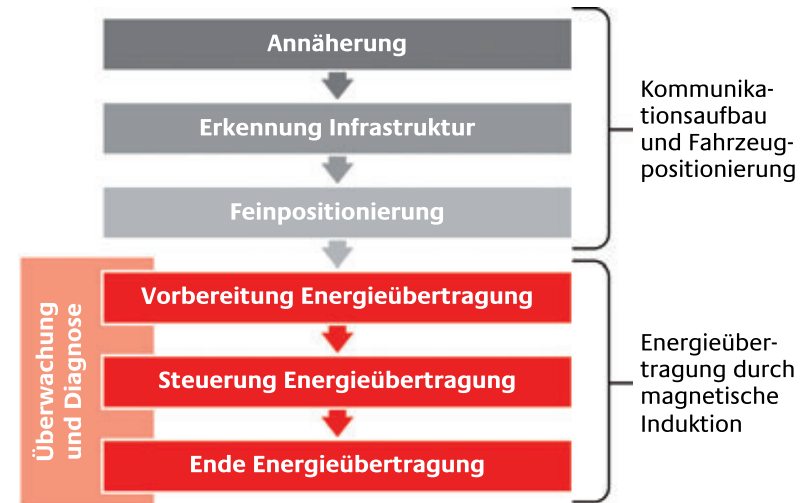 Annäherung
Erkennung Infrastruktur
Feinpositionierung
Kommunika-
tionsaufbau
und Fahrzeug-
positionierung
Überwachung
und Diagnose
Vorbereitung Energieübertragung
Steuerung Energieübertragung
Ende Energieübertragung
Energieüber-
tragung durch
magnetische
Induktion